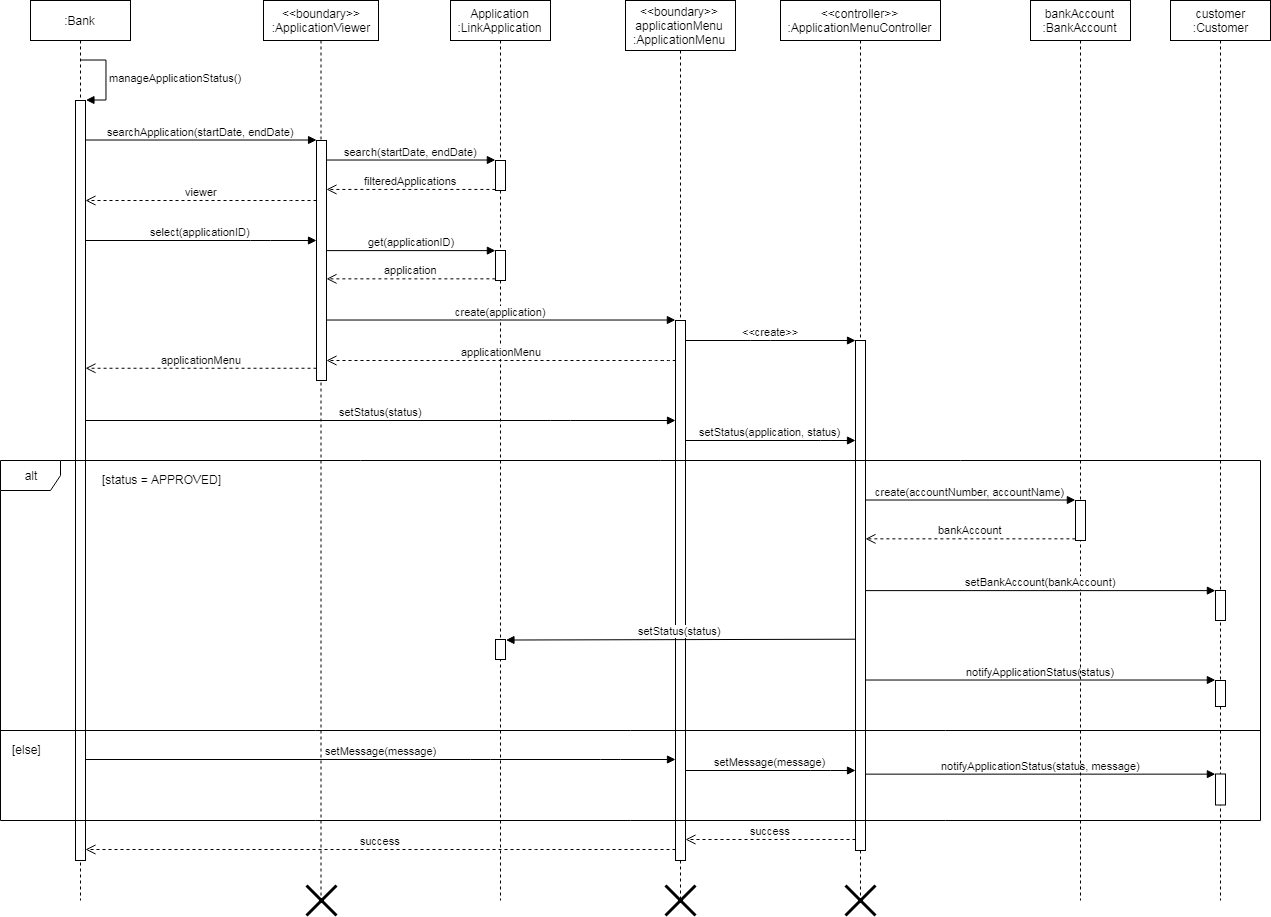 :Bank
<<boundary>>
:ApplicationViewer
Application
:LinkApplication
<<boundary>>
applicationMenu
:ApplicationMenu
<<controller>>
:ApplicationMenuController
bankAccount
:BankAccount
customer
:Customer
manageApplicationStatus()
searchApplication(startDate, endDate)
search(startDate, endDate)
filteredApplications
viewer
select(applicationID)
get(applicationID)
application
create(application)
<<create>>
applicationMenu
applicationMenu
setStatus(status)
setStatus(application, status)
alt
[status = APPROVED]
create(accountNumber, accountName)
bankAccount
setBankAccount(bankAccount)
setStatus(status)
notifyApplicationStatus(status)
[else]
setMessage(message)
setMessage(message)
notifyApplicationStatus(status, message)
success
success